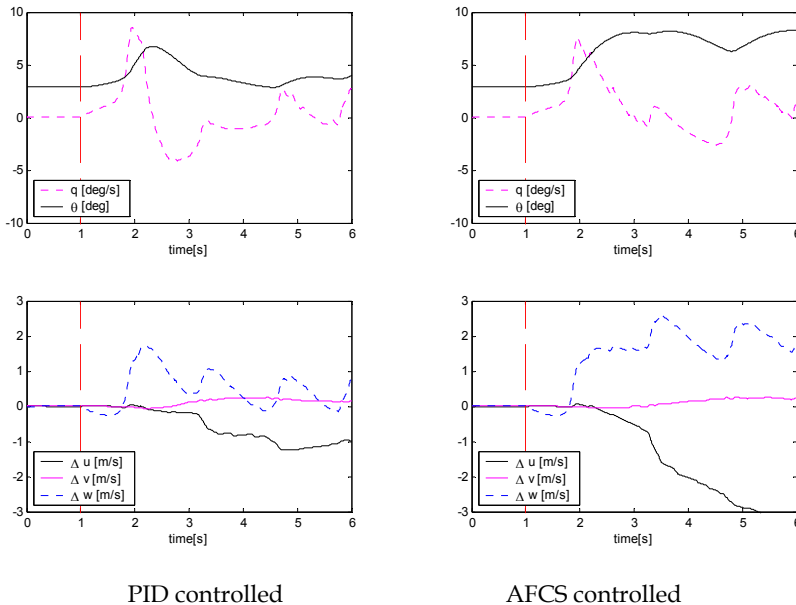 10
5
0
-5
-10
q [deg/s]
θ [deg]
0 1 2 3 4 5 6
time[s]
10
5
0
-5
-10
q [deg/s]
θ [deg]
0 1 2 3 4 5 6
time[s]
3
2
1
0
-1
-2
-3
Δ u [m/s]
Δ v [m/s]
Δ w [m/s]
0 1 2 3 4 5 6
time[s]
3
2
1
0
-1
-2
-3
Δ u [m/s]
Δ v [m/s]
Δ w [m/s]
0 1 2 3 4 5 6
time[s]
PID controlled
AFCS controlled